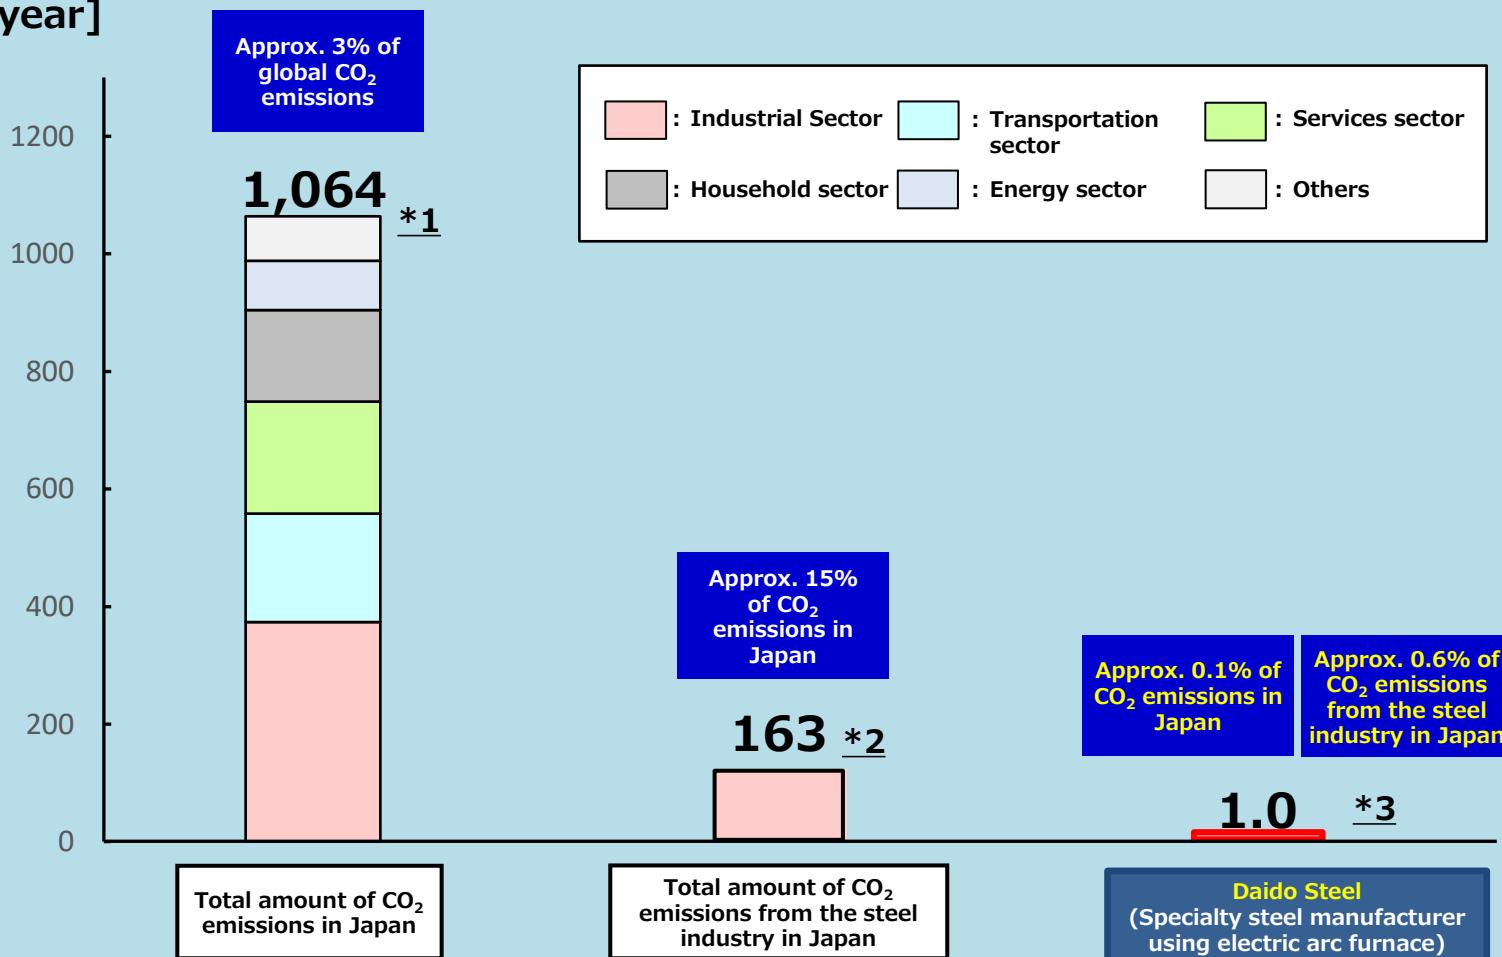 year]
Approx. 3% of
global CO₂
emissions
: Industrial Sector
: Transportation
sector
: Services sector
: Household sector
: Energy sector
: Others
1200
1000
800
600
400
200
0
1,064
*1
Approx. 15%
of CO₂
emissions in
Japan
163
*2
Approx. 0.1% of
CO₂ emissions in
Japan
Approx. 0.6% of
CO₂ emissions
from the steel
industry in Japan
1.0
*3
Total amount of CO₂
emissions in Japan
Total amount of CO₂
emissions from the steel
industry in Japan
Daido Steel
(Specialty steel manufacturer
using electric arc furnace)